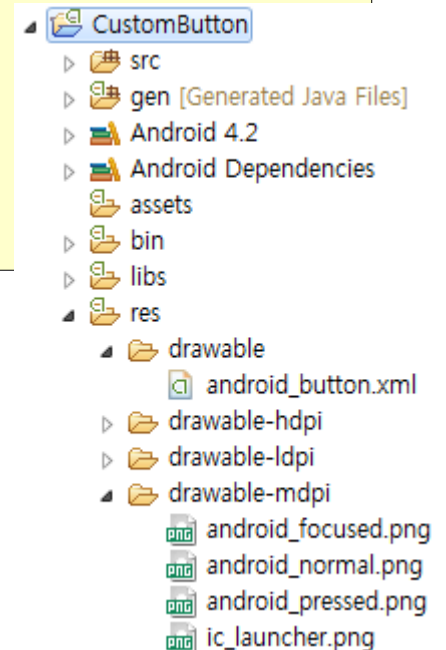 CustomButton
src
gen [Generated Java Files]
Android 4.2
Android Dependencies
assets
bin
libs
res
drawable
android_button.xml
drawable-hdpi
drawable-ldpi
drawable-mdpi
android_focused.png
android_normal.png
android_pressed.png
ic_launcher.png